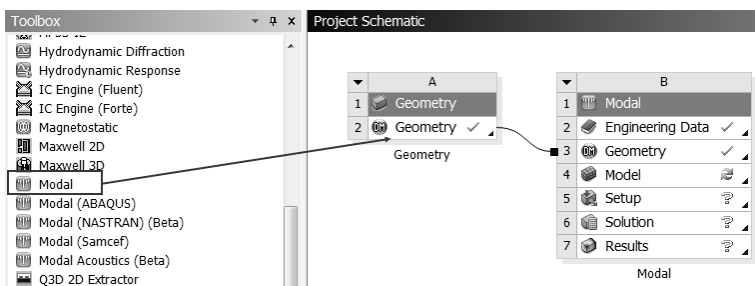 Toolbox
Project Schematic
Hydrodynamic Diffraction
Hydrodynamic Response
IC Engine (Fluent)
IC Engine (Forte)
Magnetostatic
Maxwell 2D
Maxwell 3D
Modal
Modal (ABAQUS)
Modal (NASTRAN) (Beta)
Modal (Samcef)
Modal Acoustics (Beta)
Q3D 2D Extractor
A
1 Geometry
2 Geometry
Geometry
B
1 Modal
2 Engineering Data
3 Geometry
4 Model
5 Setup
6 Solution
7 Results
Modal